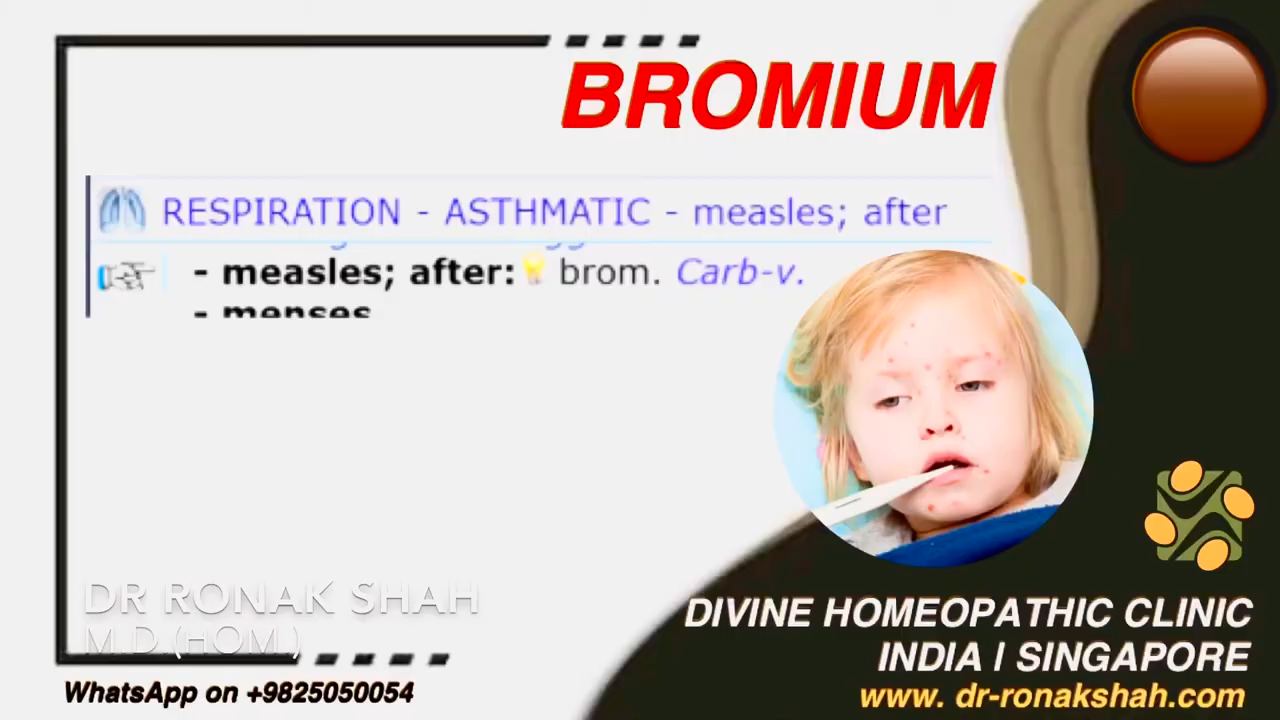 BROMIUM
RESPIRATION - ASTHMATIC - measles; after
- measles; after: brom. Carb-v.
- menses
DR RONAK SHAH
M.D.(HOM.)
WhatsApp on +9825050054
DIVINE HOMEOPATHIC CLINIC
INDIA | SINGAPORE
www. dr-ronakshah.com